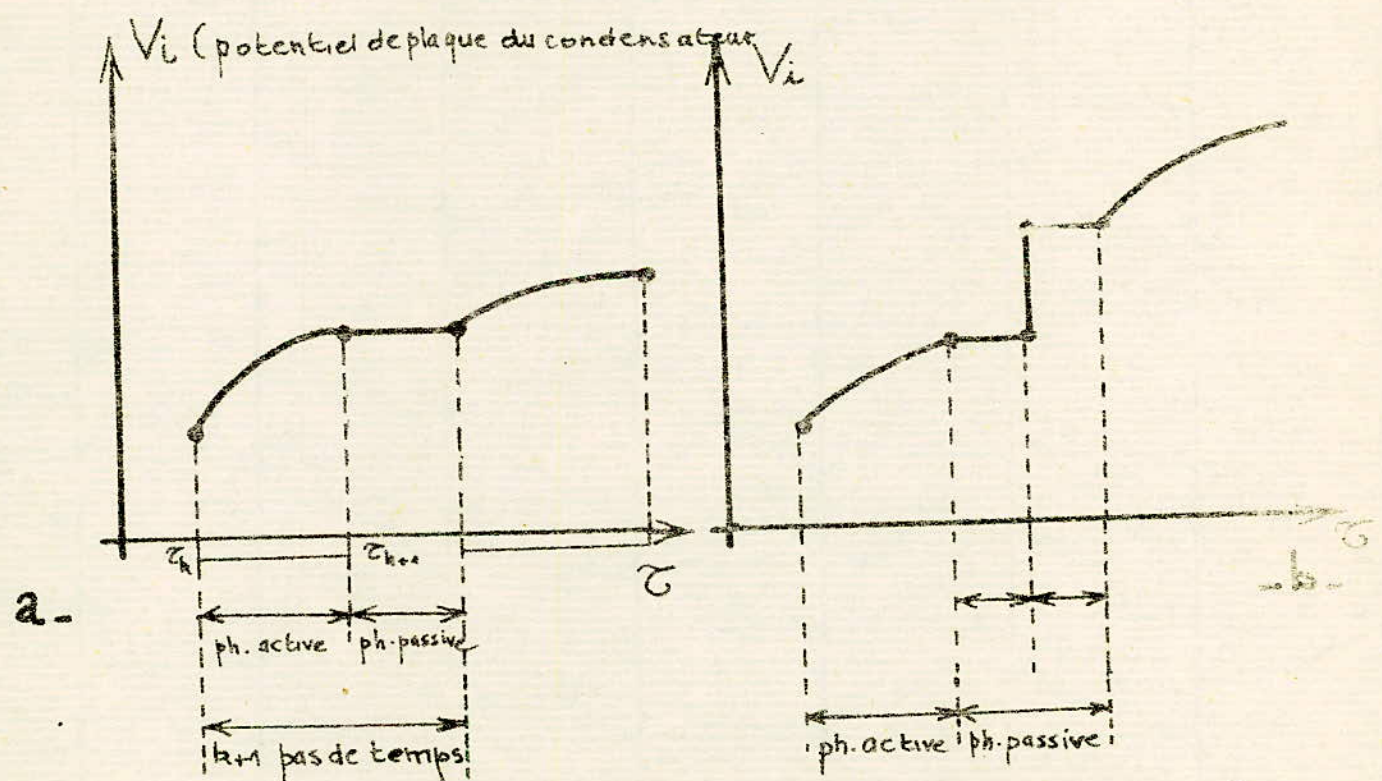 Vi (potentiel de plaque du condensateur
Vi
τk
τk+1
τ
τ
a-
-b-
ph. active
ph. passive
k+1 pas de temps
ph. active
ph. passive